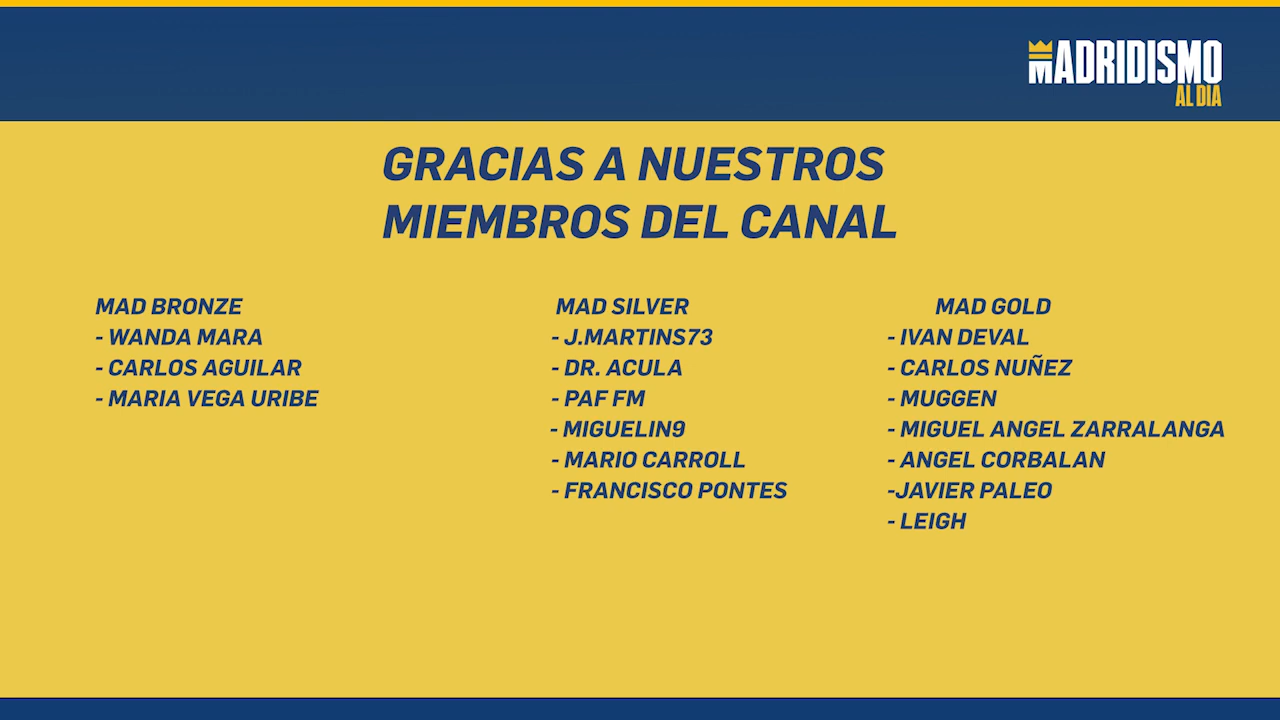 MADRIDISMO
AL DIA
GRACIAS A NUESTROS
MIEMBROS DEL CANAL
MAD BRONZE
- WANDA MARA
- CARLOS AGUILAR
- MARIA VEGA URIBE
MAD SILVER
- J.MARTINS73
- DR. ACULA
- PAF FM
- MIGUELIN9
- MARIO CARROLL
- FRANCISCO PONTES
MAD GOLD
- IVAN DEVAL
- CARLOS NUÑEZ
- MUGGEN
- MIGUEL ANGEL ZARRALANGA
- ANGEL CORBALAN
-JAVIER PALEO
- LEIGH